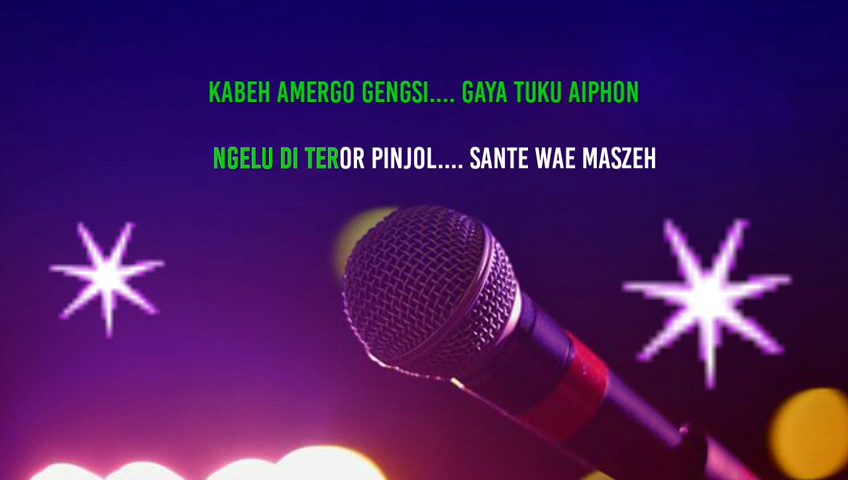 KABEH AMERGO GENGSI.... GAYA TUKU AIPHON
NGELU DI TEROR PINJOL.... SANTE WAE MASZEH